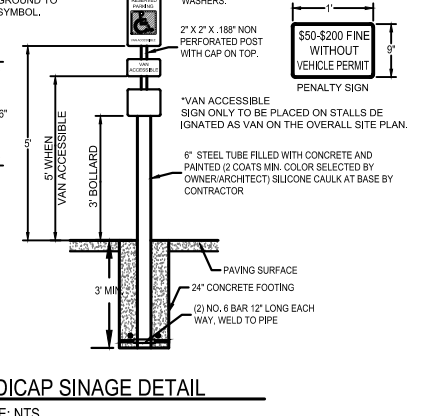 SYMBOL.
PARKING
VAN ACCESSIBLE
WASHERS.
2" X 2" X .188" NON
PERFORATED POST
WITH CAP ON TOP.
VAN
ACCESSIBLE
1'
$50-$200 FINE
WITHOUT
VEHICLE PERMIT
9"
PENALTY SIGN
*VAN ACCESSIBLE
SIGN ONLY TO BE PLACED ON STALLS DE
IGNATED AS VAN ON THE OVERALL SITE PLAN.
6"
5'
5' WHEN
VAN ACCESSIBLE
3' BOLLARD
6" STEEL TUBE FILLED WITH CONCRETE AND
PAINTED (2 COATS MIN. COLOR SELECTED BY
OWNER/ARCHITECT) SILICONE CAULK AT BASE BY
CONTRACTOR
PAVING SURFACE
3' MIN.
24" CONCRETE FOOTING
(2) NO. 6 BAR 12" LONG EACH
WAY, WELD TO PIPE
DICAP SINAGE DETAIL
E: NTS